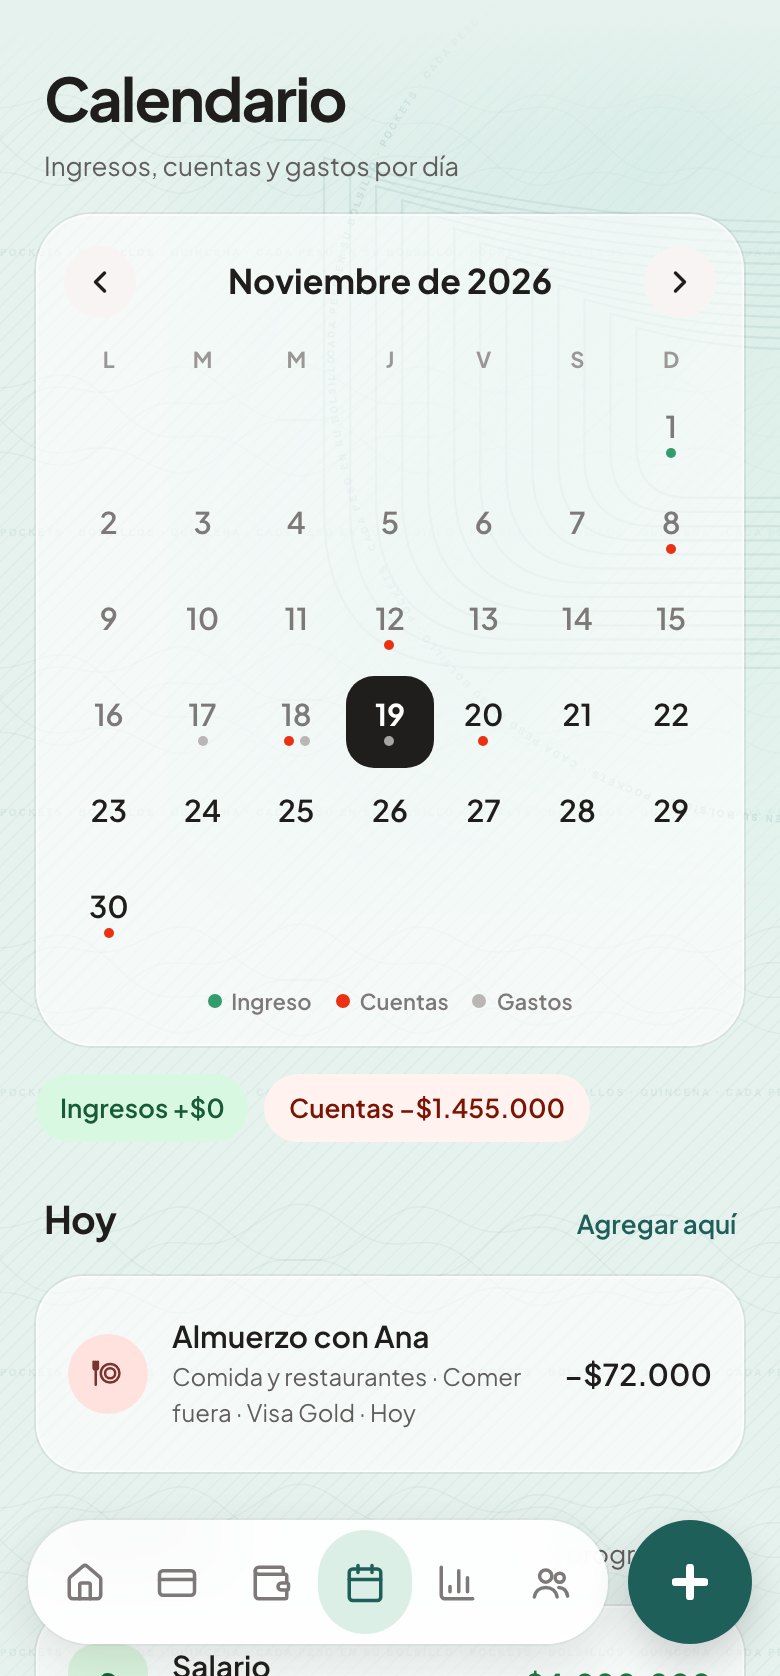 Calendario
Ingresos, cuentas y gastos por día
Noviembre de 2026
L M M J V S D
1
2 3 4 5 6 7 8
9 10 11 12 13 14 15
16 17 18 19 20 21 22
23 24 25 26 27 28 29
30
Ingreso Cuentas Gastos
Ingresos +$0 Cuentas −$1.455.000
Hoy Agregar aquí
Almuerzo con Ana
Comida y restaurantes · Comer
fuera · Visa Gold · Hoy
−$72.000
Salario